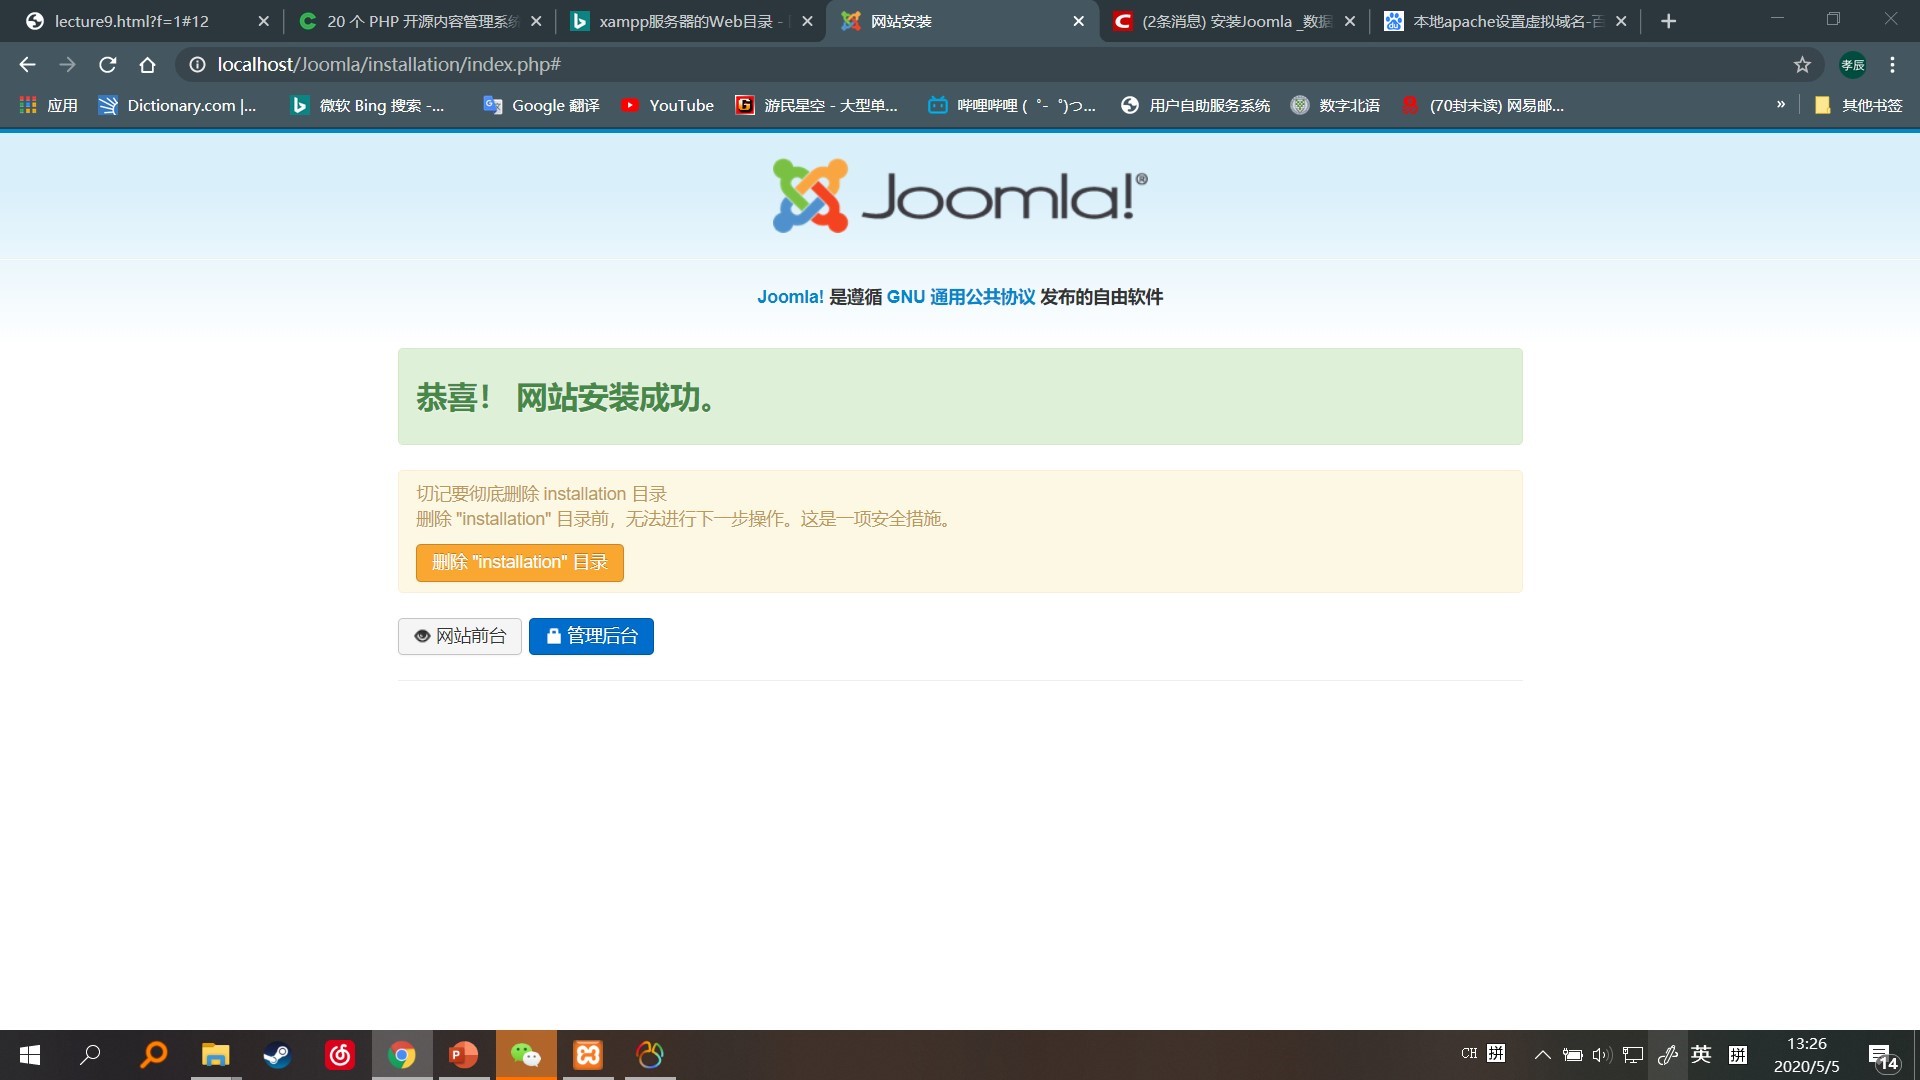 lecture9.html?f=1#12
20 个 PHP 开源内容管理系统
xampp服务器的Web目录 -
网站安装
(2条消息) 安装Joomla _数据
本地apache设置虚拟域名-百
localhost/Joomla/installation/index.php#
孝辰
应用
Dictionary.com |...
微软 Bing 搜索 -...
Google 翻译
YouTube
游民星空 - 大型单...
哔哩哔哩 ( ゜- ゜)つ...
用户自助服务系统
数字北语
(70封未读) 网易邮...
»
其他书签
Joomla!®
Joomla! 是遵循 GNU 通用公共协议 发布的自由软件
恭喜！ 网站安装成功。
切记要彻底删除 installation 目录
删除 "installation" 目录前，无法进行下一步操作。这是一项安全措施。
删除 "installation" 目录
网站前台
管理后台
CH 拼
英
拼
13:26
2020/5/5
14